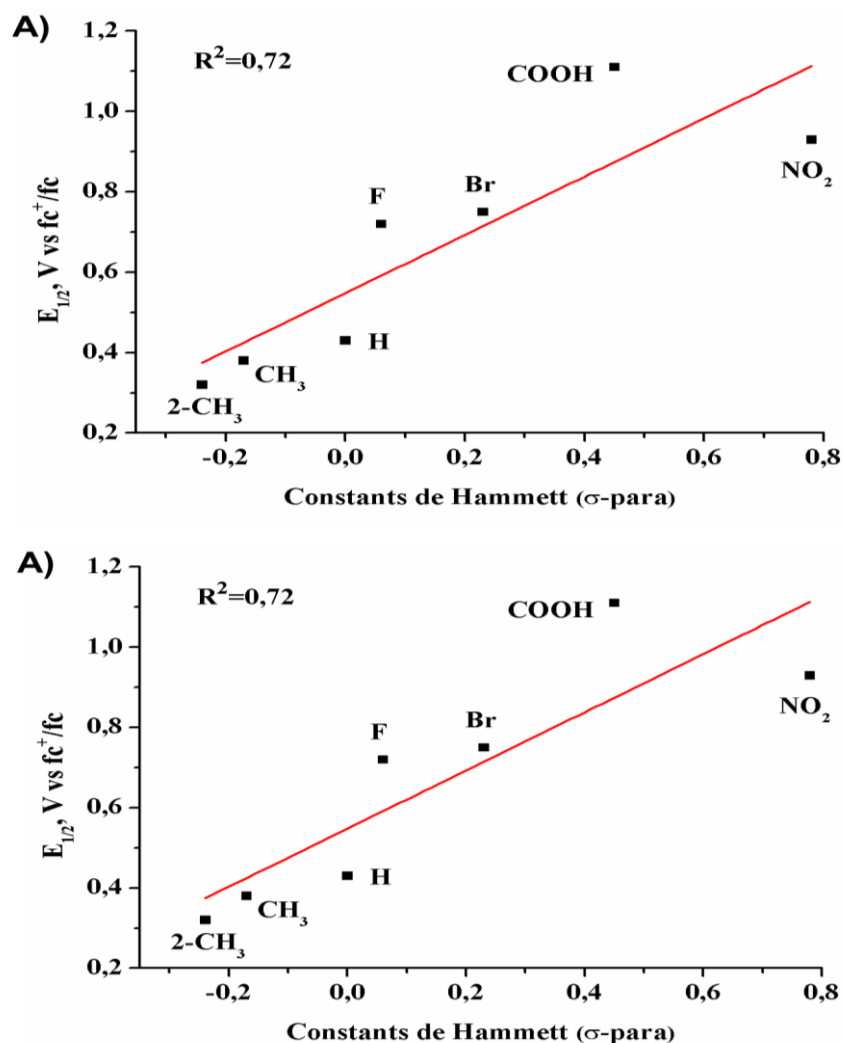 A)
1,2
R²=0,72
COOH
1,0
NO₂
Br
F
0,8
E₁/₂, V vs fc⁺/fc
0,6
H
0,4
CH₃
2-CH₃
0,2
-0,2 0,0 0,2 0,4 0,6 0,8
Constants de Hammett (σ-para)
A)
1,2
R²=0,72
COOH
1,0
NO₂
Br
F
0,8
E₁/₂, V vs fc⁺/fc
0,6
H
0,4
CH₃
2-CH₃
0,2
-0,2 0,0 0,2 0,4 0,6 0,8
Constants de Hammett (σ-para)